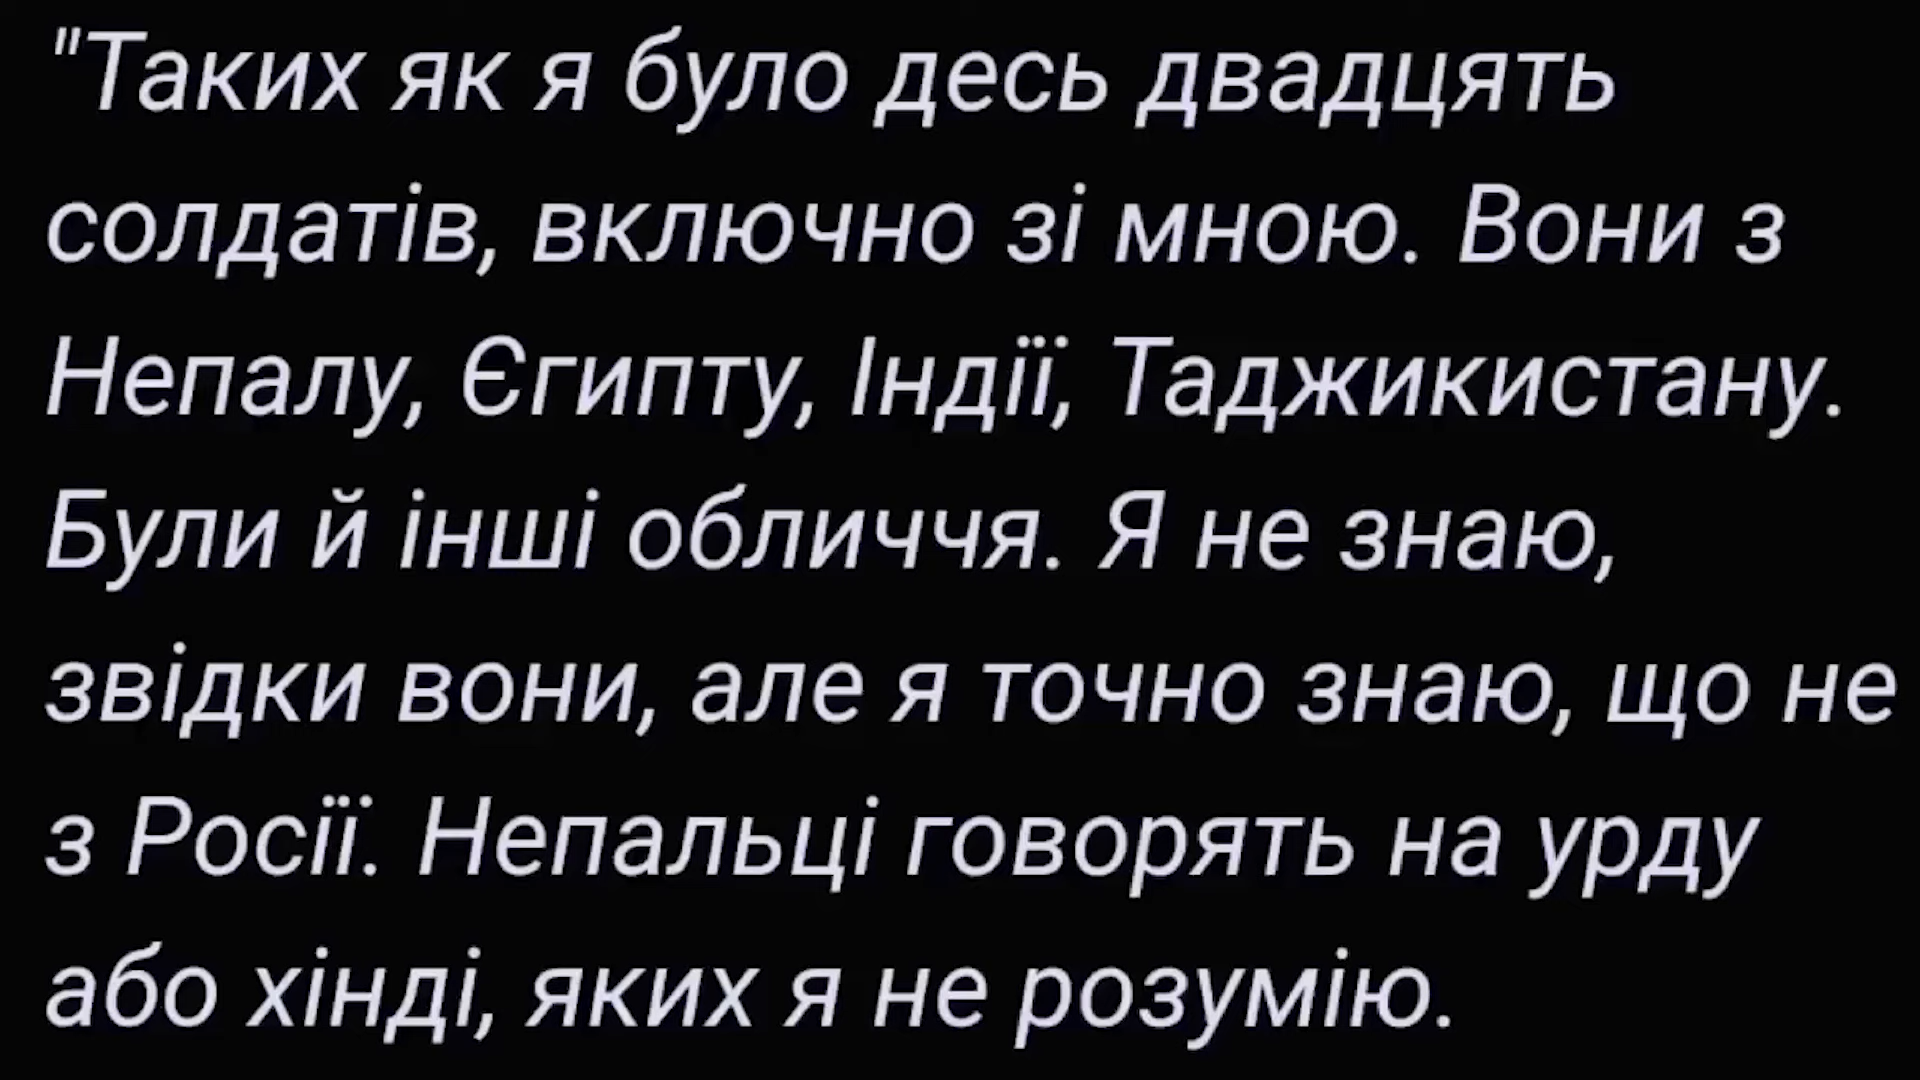 "Таких як я було десь двадцять
солдатів, включно зі мною. Вони з
Непалу, Єгипту, Індії, Таджикистану.
Були й інші обличчя. Я не знаю,
звідки вони, але я точно знаю, що не
з Росії. Непальці говорять на урду
або хінді, яких я не розумію.